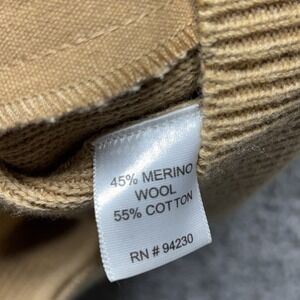 45% MERINO
WOOL
55% COTTON
RN # 94230